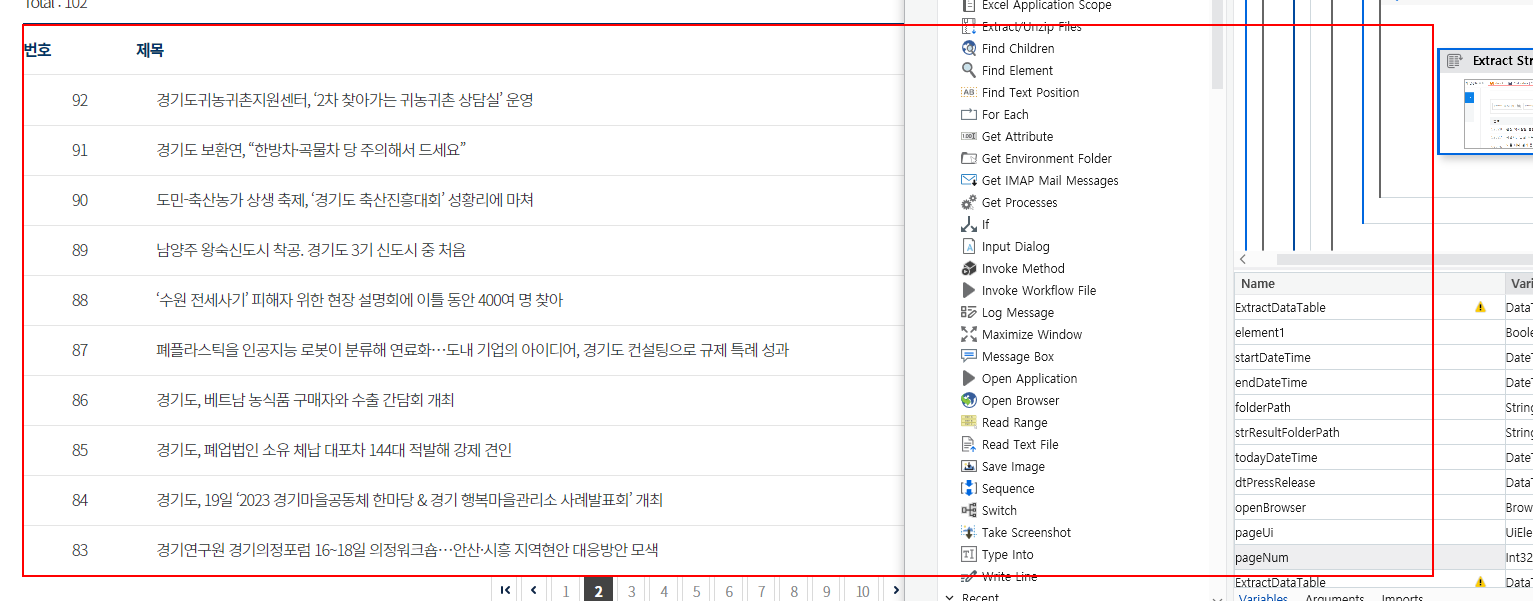 Total : 102
번호 제목
92 경기도귀농귀촌지원센터, ‘2차 찾아가는 귀농귀촌 상담실’ 운영
91 경기도 보환연, “한방차·곡물차 당 주의해서 드세요”
90 도민-축산농가 상생 축제, ‘경기도 축산진흥대회’ 성황리에 마쳐
89 남양주 왕숙신도시 착공. 경기도 3기 신도시 중 처음
88 ‘수원 전세사기’ 피해자 위한 현장 설명회에 이틀 동안 400여 명 찾아
87 폐플라스틱을 인공지능 로봇이 분류해 연료화…도내 기업의 아이디어, 경기도 컨설팅으로 규제 특례 성과
86 경기도, 베트남 농식품 구매자와 수출 간담회 개최
85 경기도, 폐업법인 소유 체납 대포차 144대 적발해 강제 견인
84 경기도, 19일 ‘2023 경기마을공동체 한마당 & 경기 행복마을관리소 사례발표회’ 개최
83 경기연구원 경기의정포럼 16~18일 의정워크숍…안산·시흥 지역현안 대응방안 모색
1 2 3 4 5 6 7 8 9 10
Excel Application Scope
Extract/Unzip Files
Find Children
Find Element
Find Text Position
For Each
Get Attribute
Get Environment Folder
Get IMAP Mail Messages
Get Processes
If
Input Dialog
Invoke Method
Invoke Workflow File
Log Message
Maximize Window
Message Box
Open Application
Open Browser
Read Range
Read Text File
Save Image
Sequence
Switch
Take Screenshot
Type Into
Write Line
Recent
Extract Str
Name Vari
ExtractDataTable DataT
element1 Boole
startDateTime DateT
endDateTime DateT
folderPath String
strResultFolderPath String
todayDateTime DateT
dtPressRelease DataT
openBrowser Brow
pageUi UiEle
pageNum Int32
ExtractDataTable DataT
Variables Arguments Imports